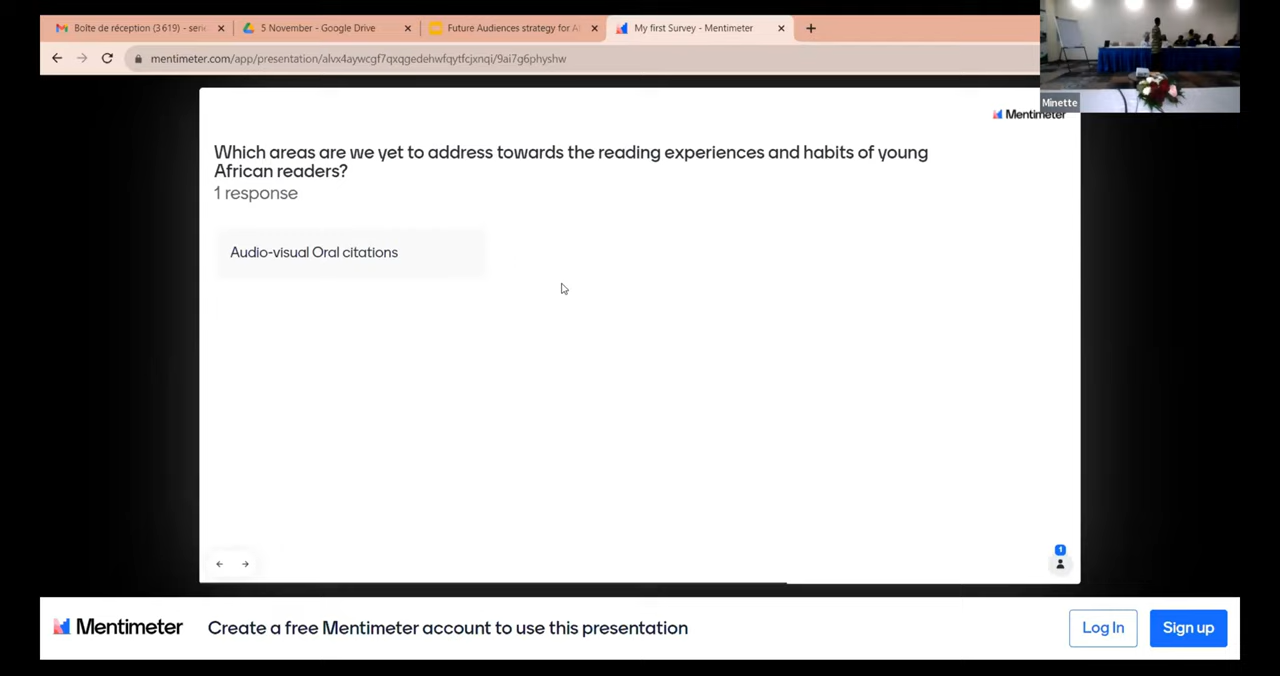 Boîte de réception (3 619) - seri
5 November - Google Drive
Future Audiences strategy for Af
My first Survey - Mentimeter
mentimeter.com/app/presentation/alvx4aywcgf7qxqgedehwfqytfcjxnqi/9ai7g6physhw
Minette
Mentimeter
Which areas are we yet to address towards the reading experiences and habits of young
African readers?
1 response
Audio-visual Oral citations
1
Mentimeter
Create a free Mentimeter account to use this presentation
Log In
Sign up